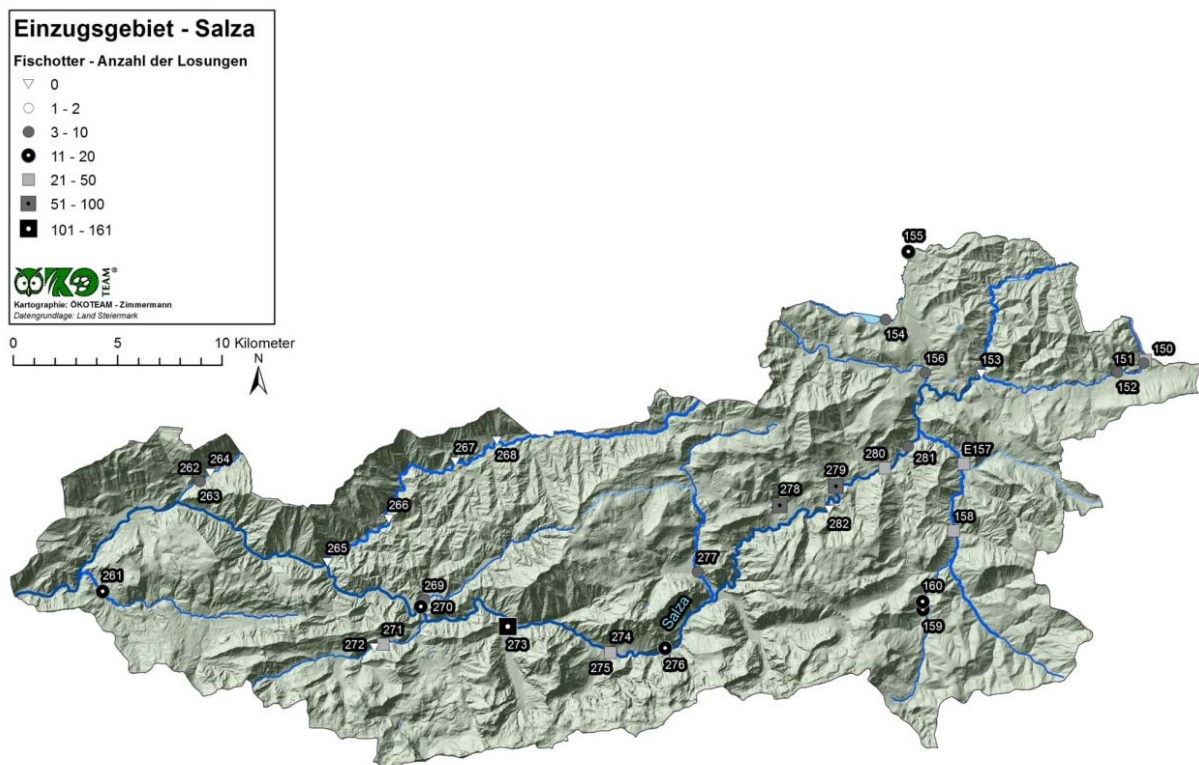 Einzugsgebiet - Salza
Fischotter - Anzahl der Losungen
0
1 - 2
3 - 10
11 - 20
21 - 50
51 - 100
101 - 161
ÖKO TEAM ®
Kartographie: ÖKOTEAM - Zimmermann
Datengrundlage: Land Steiermark
0 5 10 Kilometer
N
155
154
156
153
151
150
152
267
268
280
281
E157
262
264
263
279
278
266
282
158
265
277
261
269
270
160
159
Salza
272
271
273
274
275
276